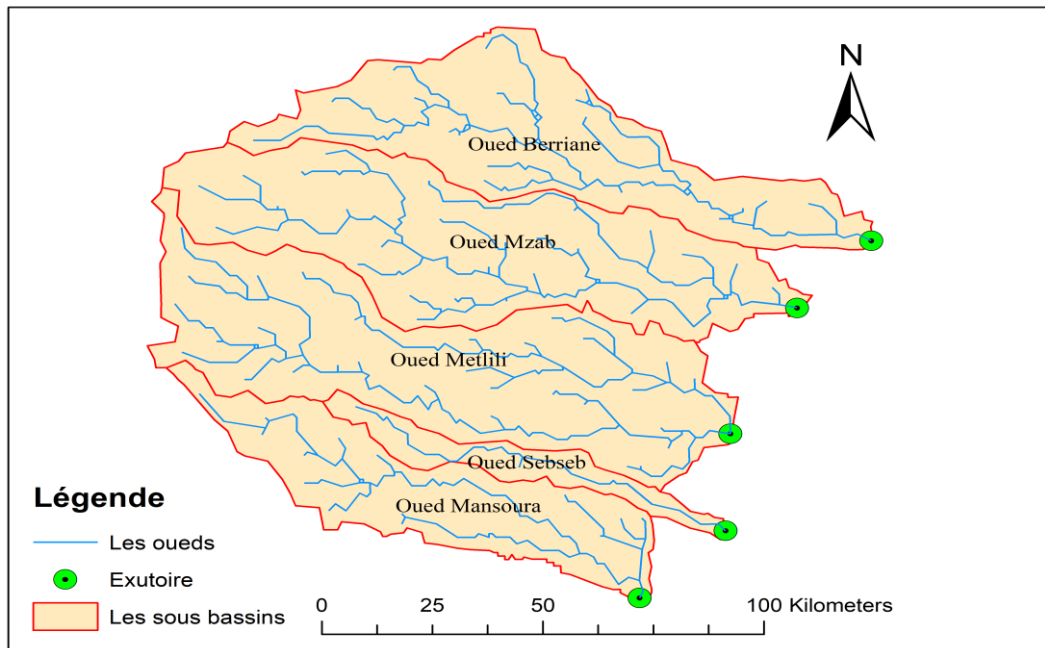 N
Oued Berriane
Oued Mzab
Oued Metlili
Oued Sebseb
Oued Mansoura
Légende
Les oueds
Exutoire
Les sous bassins
0 25 50 100 Kilometers